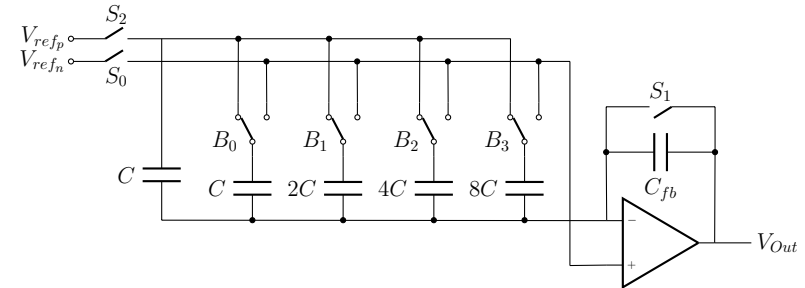 S_2
V_{ref_p}
V_{ref_n}
S_0
S_1
B_0 B_1 B_2 B_3
C C 2C 4C 8C
C_{fb}
−
+
V_{Out}